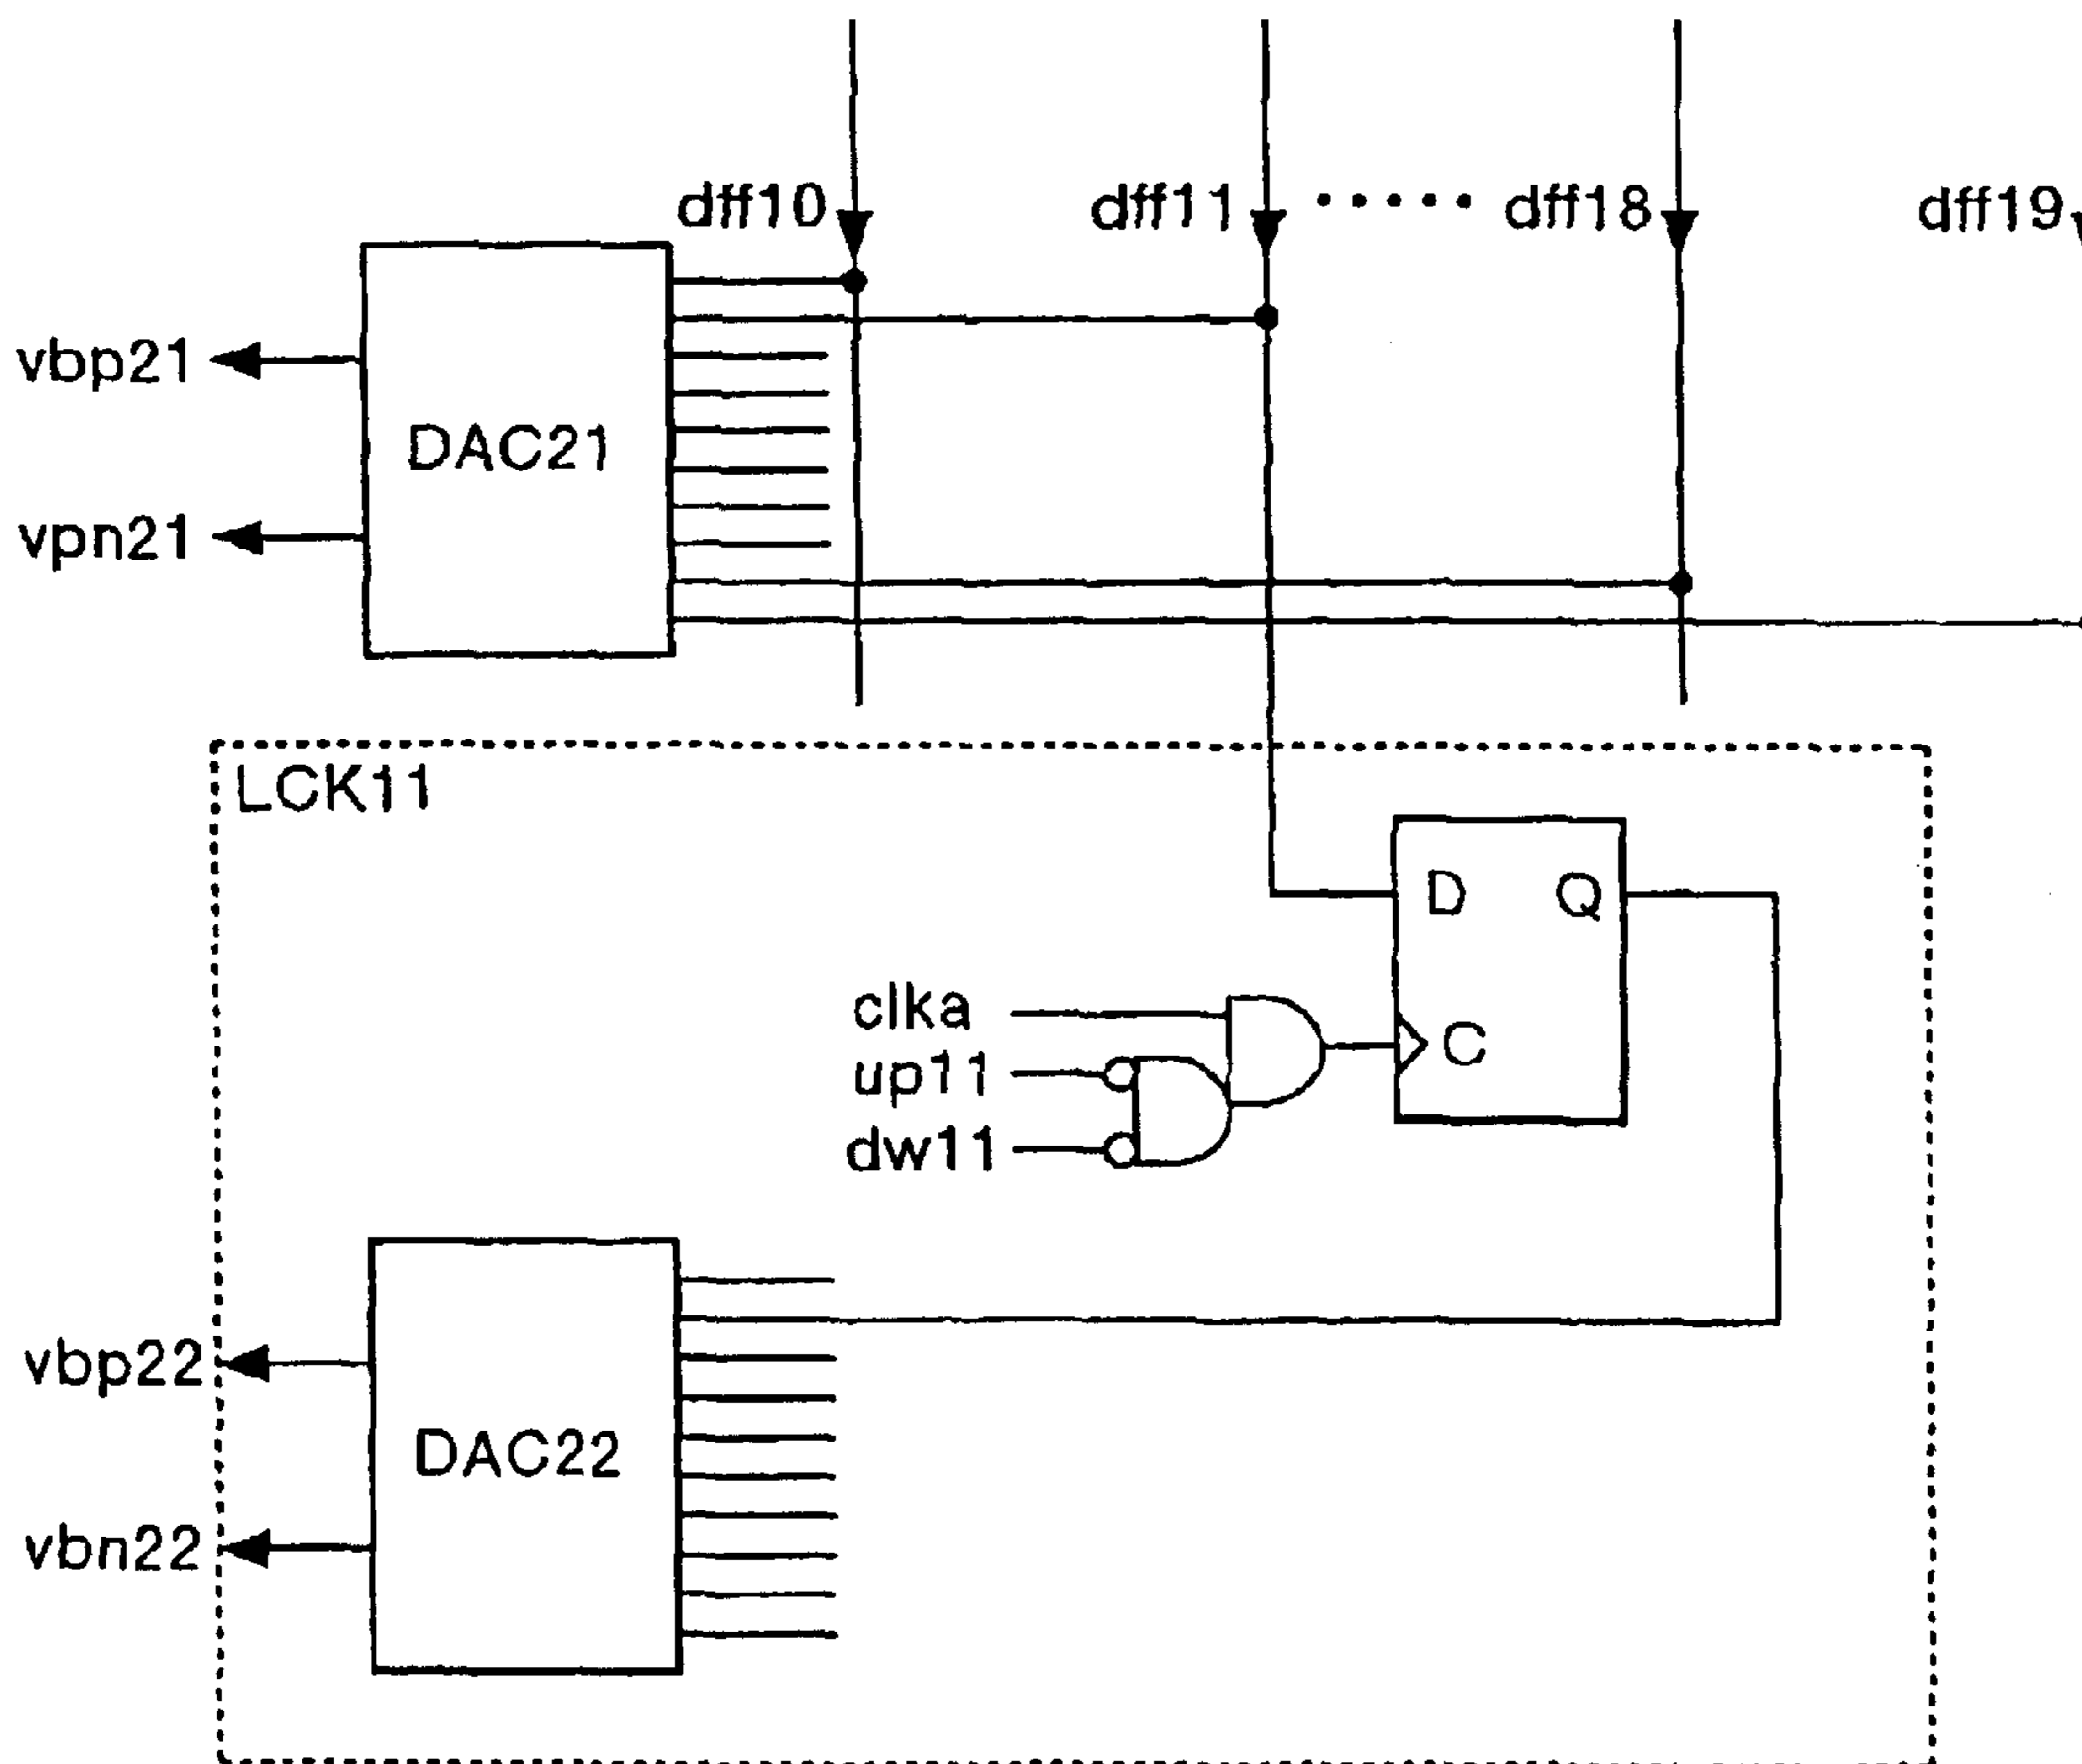 dff10
dff11
.....
dff18
dff19
vbp21
DAC21
vpn21
LCK11
D Q
clka
C
up11
dw11
vbp22
DAC22
vbn22